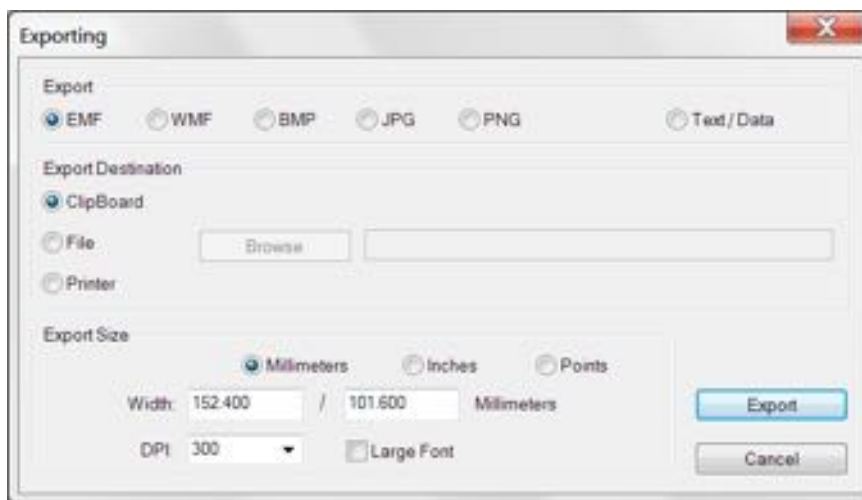 Exporting
Export
EMF WMF BMP JPG PNG Text / Data
Export Destination
ClipBoard
File Browse
Printer
Export Size
Millimeters Inches Points
Width: 152.400 / 101.600 Millimeters Export
DPI: 300 Large Font Cancel